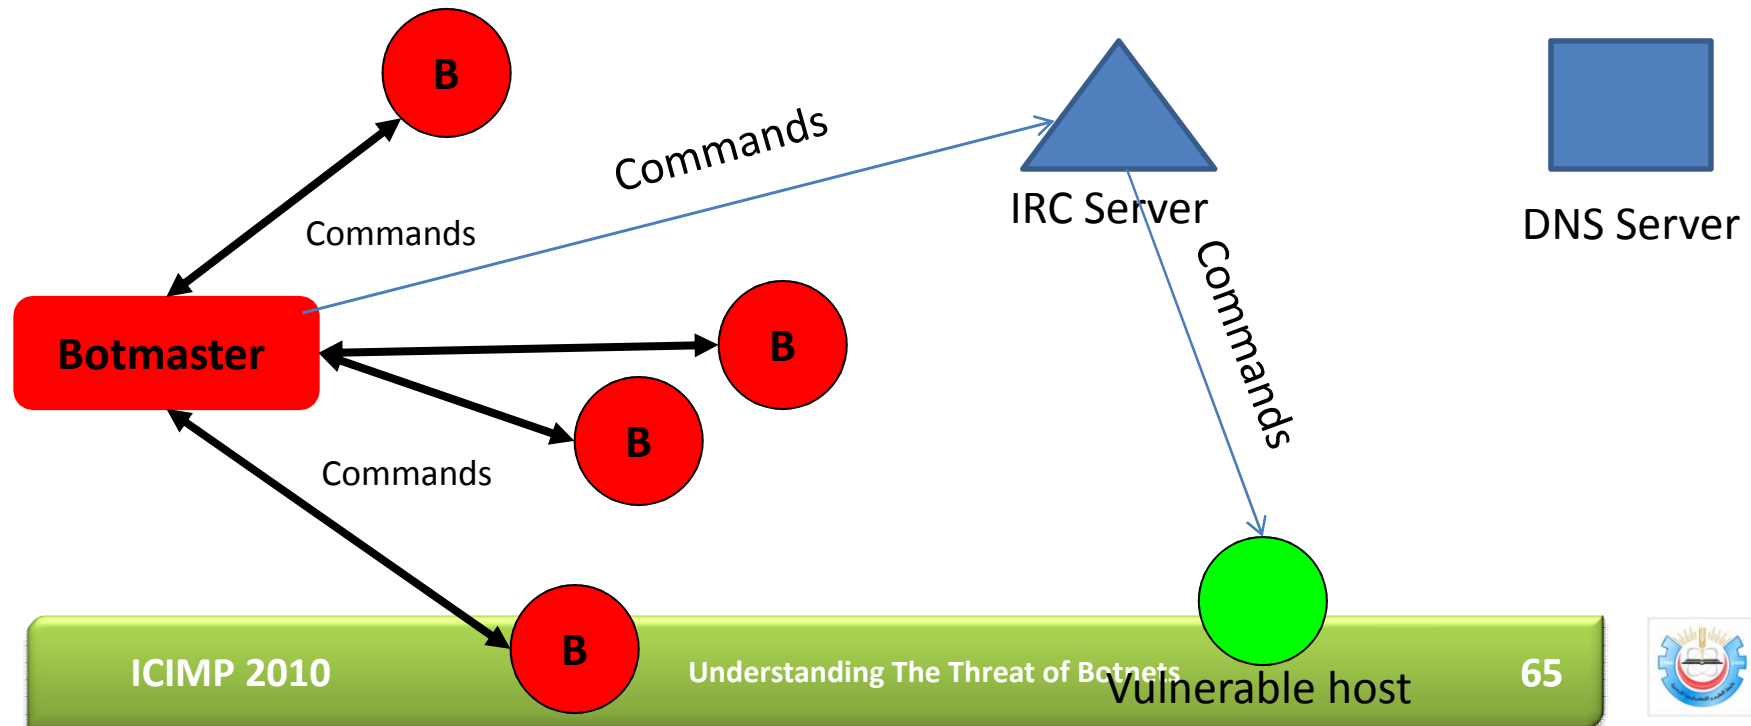 B
Commands
IRC Server
DNS Server
Commands
Commands
Botmaster
B
B
Commands
B
ICIMP 2010
Understanding The Threat of Botnets
65
Vulnerable host